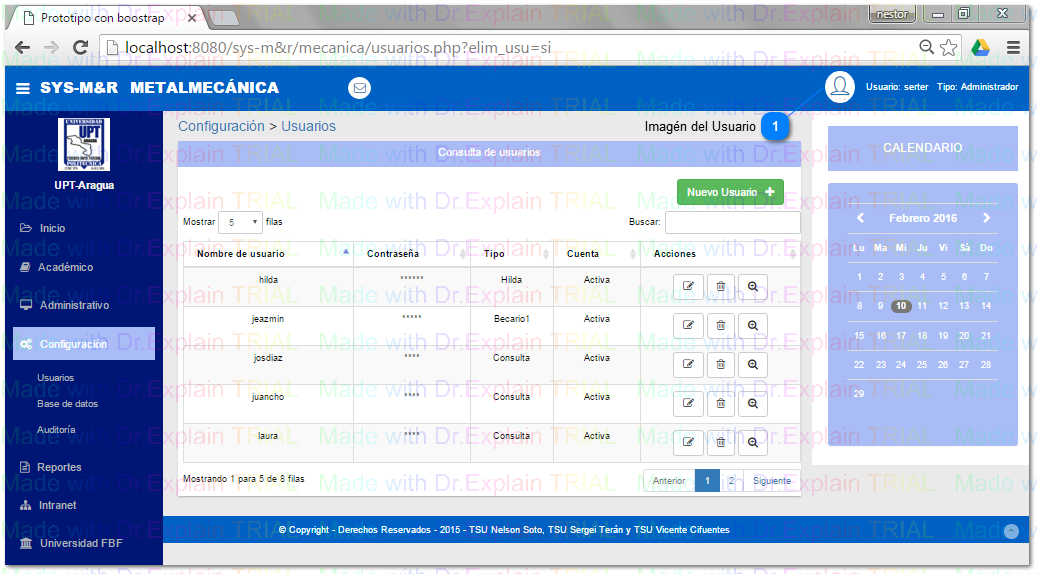 Prototipo con boostrap
nestor
localhost:8080/sys-m&r/mecanica/usuarios.php?elim_usu=si
SYS-M&R METALMECÁNICA
Usuario: serter Tipo: Administrador
UPT
UPT-Aragua
Inicio
Académico
Administrativo
Configuración
Usuarios
Base de datos
Auditoría
Reportes
Intranet
Universidad FBF
Configuración > Usuarios
Imagén del Usuario 1
Consulta de usuarios
Nuevo Usuario +
Mostrar 5 filas
Buscar:
Nombre de usuario Contraseña Tipo Cuenta Acciones
hilda ****** Hilda Activa
jeazmin ***** Becario1 Activa
josdiaz **** Consulta Activa
juancho **** Consulta Activa
laura **** Consulta Activa
Mostrando 1 para 5 de 8 filas
Anterior 1 2 Siguiente
CALENDARIO
Febrero 2016
Lu Ma Mi Ju Vi Sá Do
1 2 3 4 5 6 7
8 9 10 11 12 13 14
15 16 17 18 19 20 21
22 23 24 25 26 27 28
29
© Copyright - Derechos Reservados - 2015 - TSU Nelson Soto, TSU Sergei Terán y TSU Vicente Cifuentes
Made with Dr.Explain TRIAL